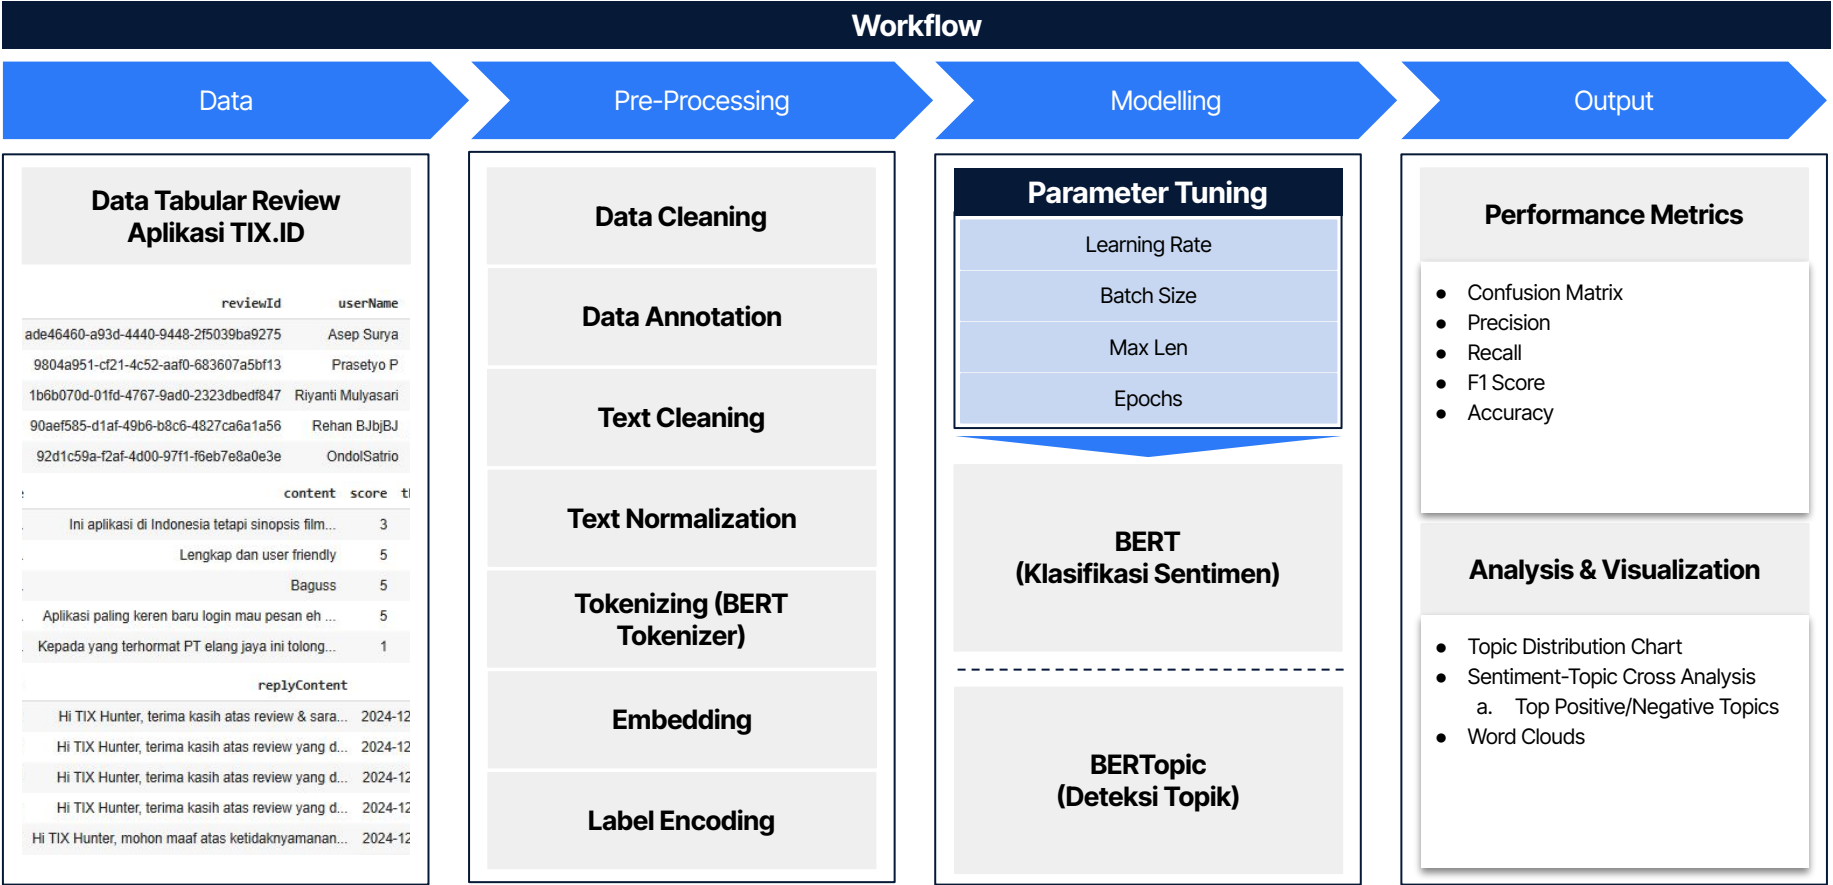 Workflow
Data
Pre-Processing
Modelling
Output
Data Tabular Review
Aplikasi TIX.ID
reviewId userName
ade46460-a93d-4440-9448-2f5039ba9275 Asep Surya
9804a951-cf21-4c52-aaf0-683607a5bf13 Prasetyo P
1b6b070d-01fd-4767-9ad0-2323dbedf847 Riyanti Mulyasari
90aef585-d1af-49b6-b8c6-4827ca6a1a56 Rehan BJbjBJ
92d1c59a-f2af-4d00-97f1-f6eb7e8a0e3e OndolSatrio
content score
Ini aplikasi di Indonesia tetapi sinopsis film... 3
Lengkap dan user friendly 5
Baguss 5
Aplikasi paling keren baru login mau pesan eh ... 5
Kepada yang terhormat PT elang jaya ini tolong... 1
replyContent
Hi TIX Hunter, terima kasih atas review & sara... 2024-12
Hi TIX Hunter, terima kasih atas review yang d... 2024-12
Hi TIX Hunter, terima kasih atas review yang d... 2024-12
Hi TIX Hunter, terima kasih atas review yang d... 2024-12
Hi TIX Hunter, mohon maaf atas ketidaknyamanan... 2024-12
Data Cleaning
Data Annotation
Text Cleaning
Text Normalization
Tokenizing (BERT
Tokenizer)
Embedding
Label Encoding
Parameter Tuning
Learning Rate
Batch Size
Max Len
Epochs
BERT
(Klasifikasi Sentimen)
BERTopic
(Deteksi Topik)
Performance Metrics
● Confusion Matrix
● Precision
● Recall
● F1 Score
● Accuracy
Analysis & Visualization
● Topic Distribution Chart
● Sentiment-Topic Cross Analysis
a. Top Positive/Negative Topics
● Word Clouds